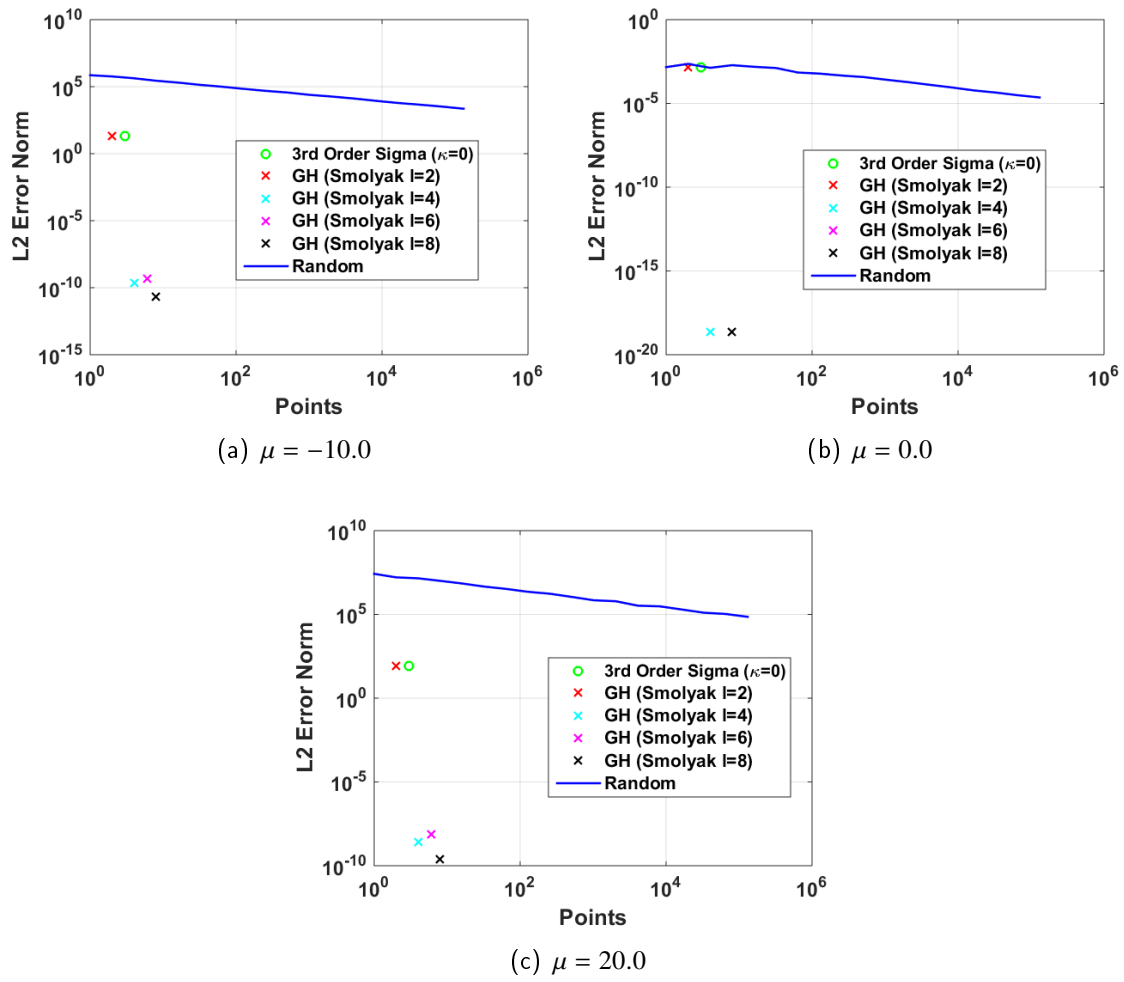 10^10
10^5
10^0
10^-5
10^-10
10^-15
L2 Error Norm
3rd Order Sigma (κ=0)
GH (Smolyak l=2)
GH (Smolyak l=4)
GH (Smolyak l=6)
GH (Smolyak l=8)
Random
10^0 10^2 10^4 10^6
Points
(a) μ = −10.0
10^0
10^-5
10^-10
10^-15
10^-20
L2 Error Norm
3rd Order Sigma (κ=0)
GH (Smolyak l=2)
GH (Smolyak l=4)
GH (Smolyak l=6)
GH (Smolyak l=8)
Random
10^0 10^2 10^4 10^6
Points
(b) μ = 0.0
10^10
10^5
10^0
10^-5
10^-10
L2 Error Norm
3rd Order Sigma (κ=0)
GH (Smolyak l=2)
GH (Smolyak l=4)
GH (Smolyak l=6)
GH (Smolyak l=8)
Random
10^0 10^2 10^4 10^6
Points
(c) μ = 20.0